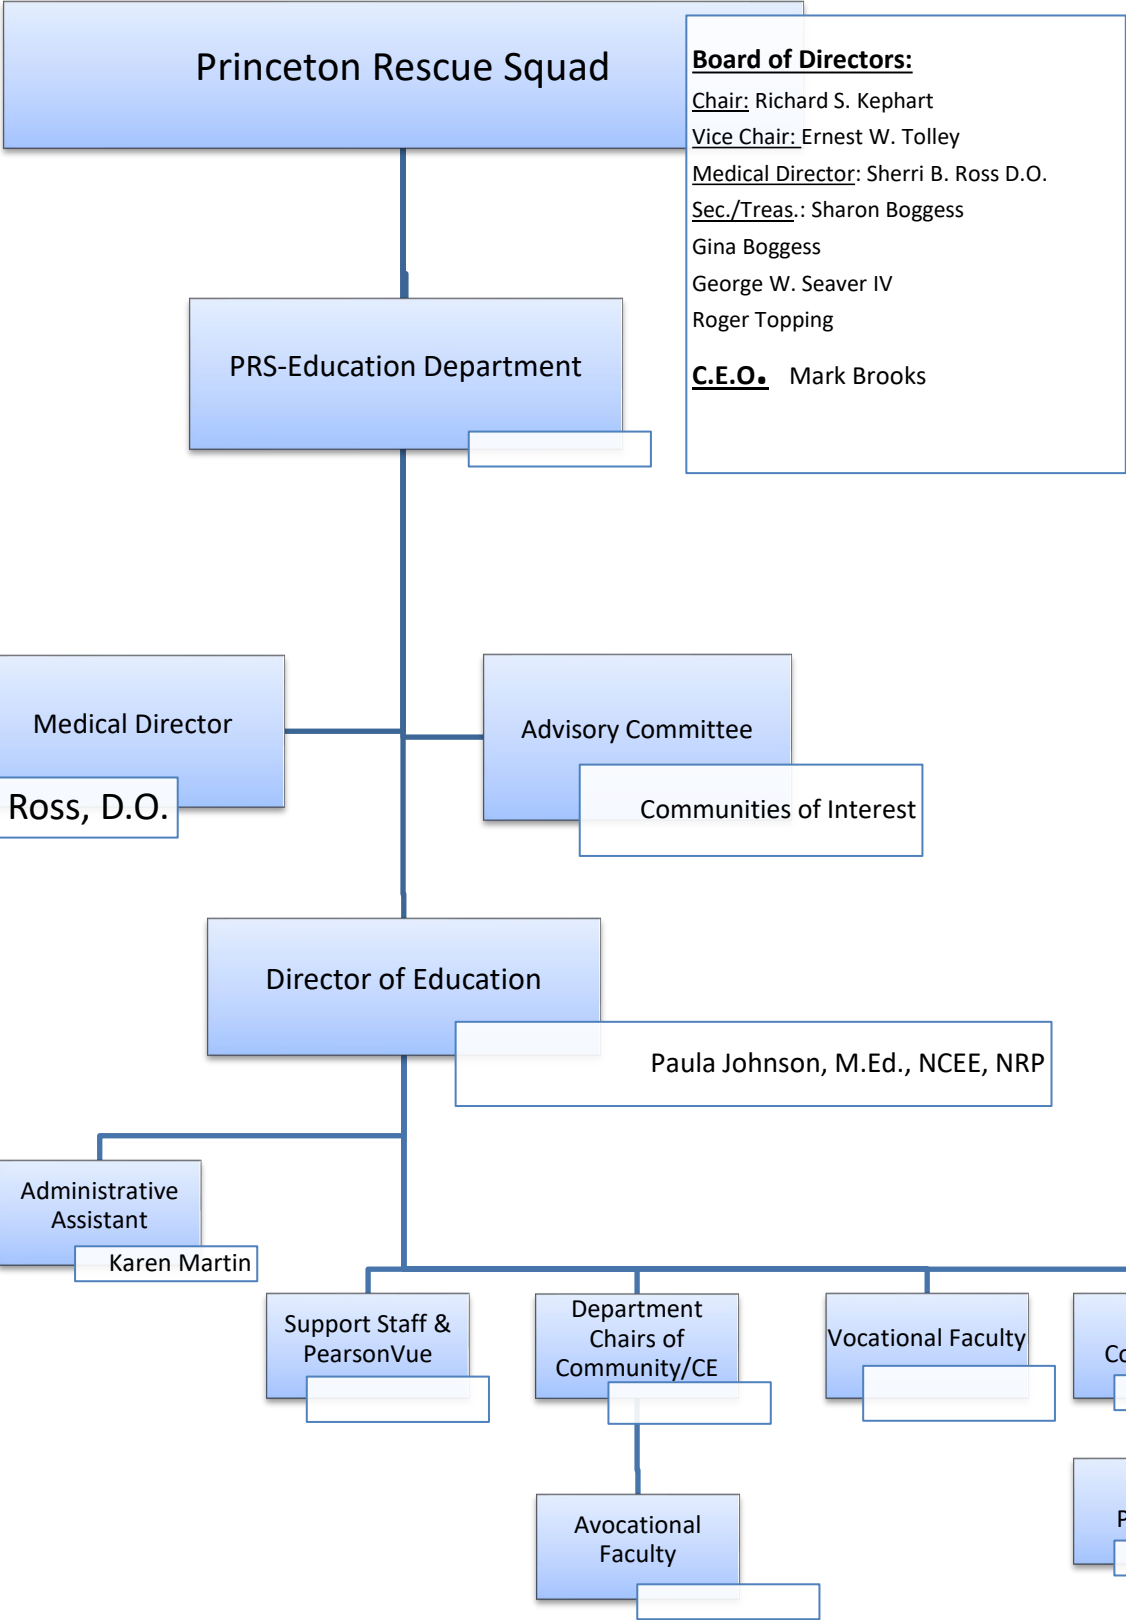 Princeton Rescue Squad
Board of Directors:
Chair: Richard S. Kephart
Vice Chair: Ernest W. Tolley
Medical Director: Sherri B. Ross D.O.
Sec./Treas.: Sharon Boggess
Gina Boggess
George W. Seaver IV
Roger Topping
C.E.O. Mark Brooks
PRS-Education Department
Medical Director
Ross, D.O.
Advisory Committee
Communities of Interest
Director of Education
Paula Johnson, M.Ed., NCEE, NRP
Administrative
Assistant
Karen Martin
Support Staff &
PearsonVue
Department
Chairs of
Community/CE
Vocational Faculty
Avocational
Faculty